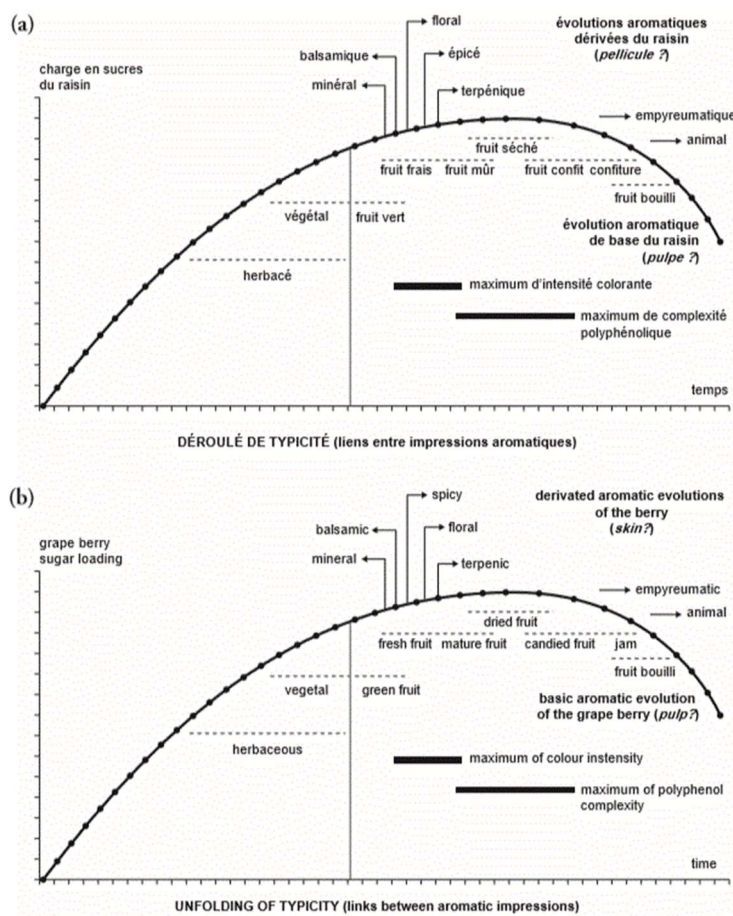 (a)
floral
évolutions aromatiques
dérivées du raisin
(pellicule ?)
balsamique
épicé
charge en sucres
du raisin
minéral
terpénique
empyreumatique
animal
fruit séché
fruit frais
fruit mûr
fruit confit
confiture
fruit bouilli
végétal
fruit vert
évolution aromatique
de base du raisin
(pulpe ?)
herbacé
maximum d'intensité colorante
maximum de complexité
polyphénolique
temps
DÉROULÉ DE TYPICITÉ (liens entre impressions aromatiques)
(b)
spicy
derivated aromatic evolutions
of the berry
(skin?)
balsamic
floral
grape berry
sugar loading
mineral
terpenic
empyreumatic
animal
dried fruit
fresh fruit
mature fruit
candied fruit
jam
fruit bouilli
vegetal
green fruit
basic aromatic evolution
of the grape berry (pulp?)
herbaceous
maximum of colour instensity
maximum of polyphenol
complexity
time
UNFOLDING OF TYPICITY (links between aromatic impressions)